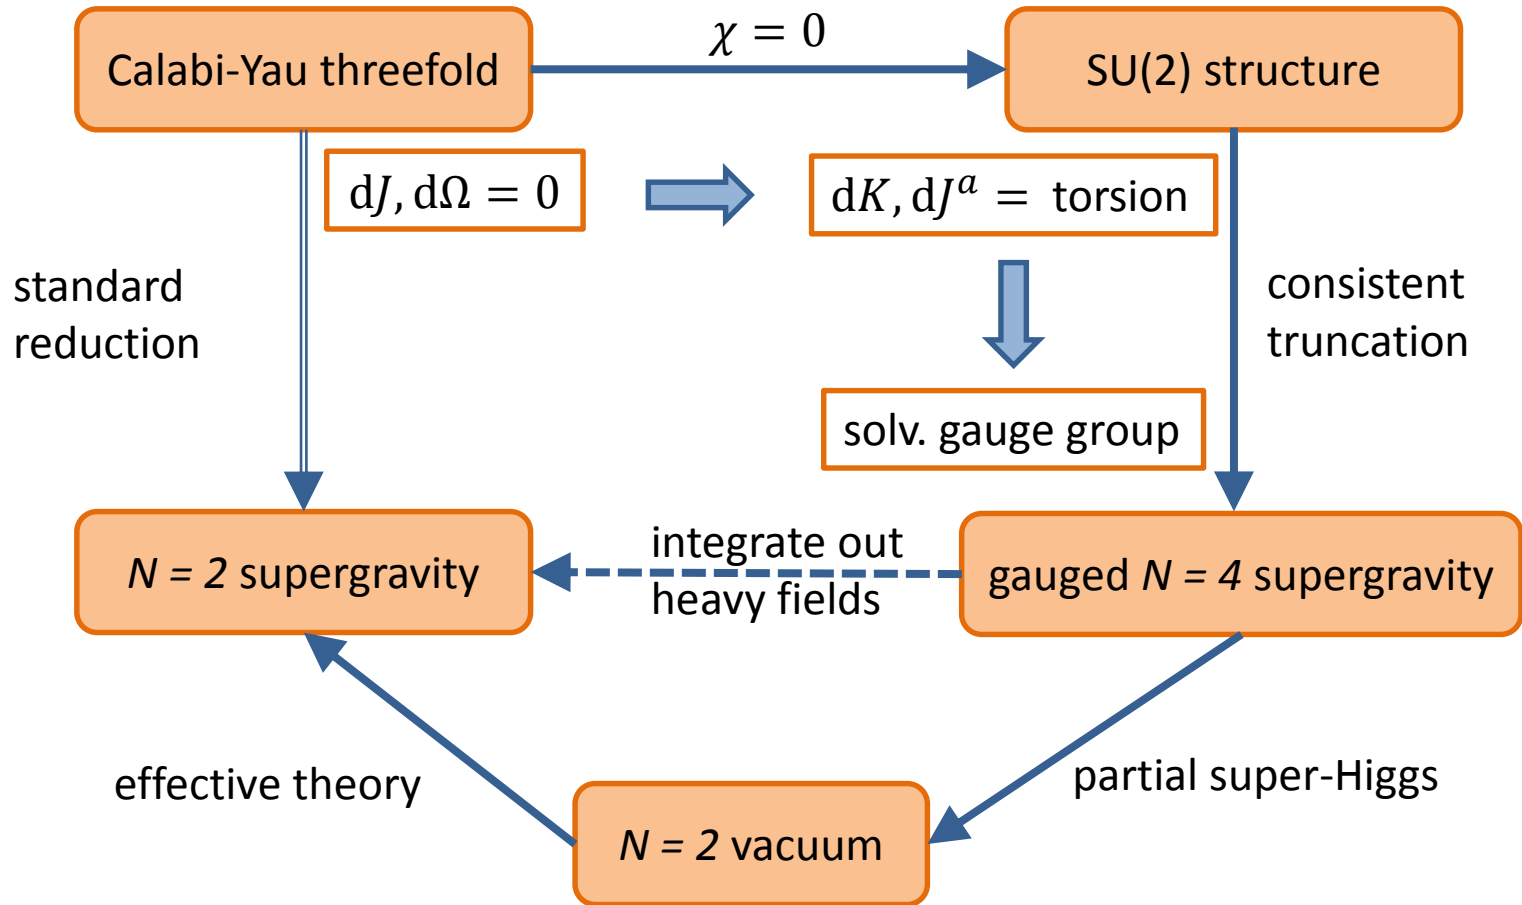 χ = 0
Calabi-Yau threefold
SU(2) structure
dJ, dΩ = 0
dK, dJᵃ = torsion
standard
reduction
consistent
truncation
solv. gauge group
integrate out
heavy fields
N = 2 supergravity
gauged N = 4 supergravity
effective theory
partial super-Higgs
N = 2 vacuum